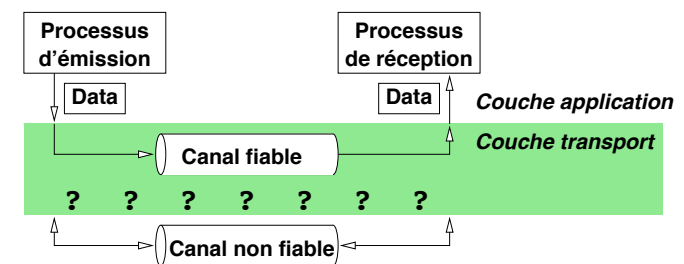 Processus
d'émission
Processus
de réception
Data
Data
Couche application
Couche transport
Canal fiable
? ? ? ? ? ? ?
Canal non fiable